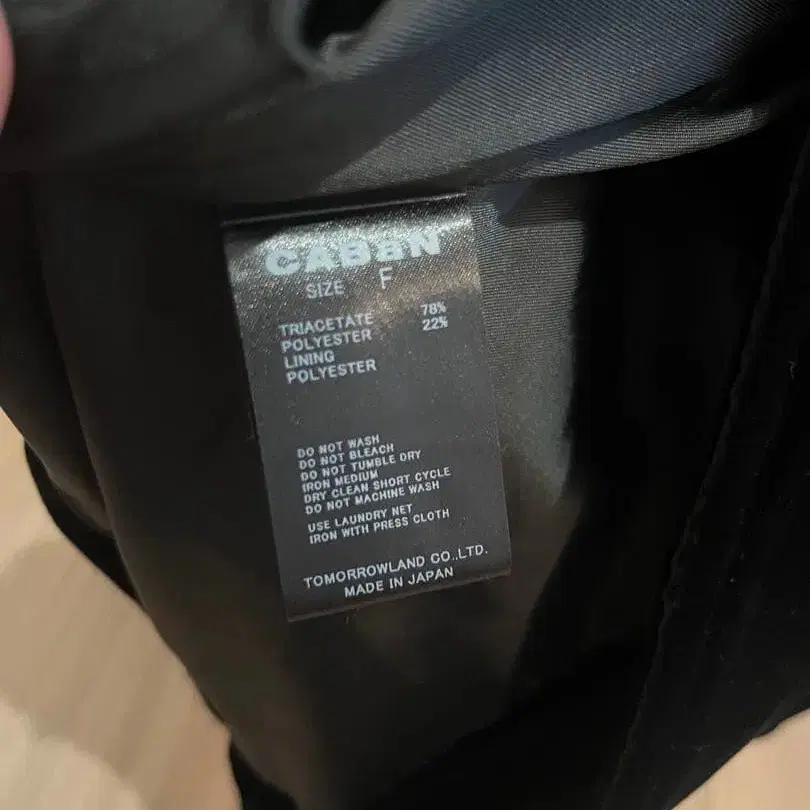 CABaN
SIZE F
TRIACETATE 78%
POLYESTER 22%
LINING
POLYESTER
DO NOT WASH
DO NOT BLEACH
DO NOT TUMBLE DRY
IRON MEDIUM
DRY CLEAN SHORT CYCLE
DO NOT MACHINE WASH
USE LAUNDRY NET
IRON WITH PRESS CLOTH
TOMORROWLAND CO.,LTD.
MADE IN JAPAN